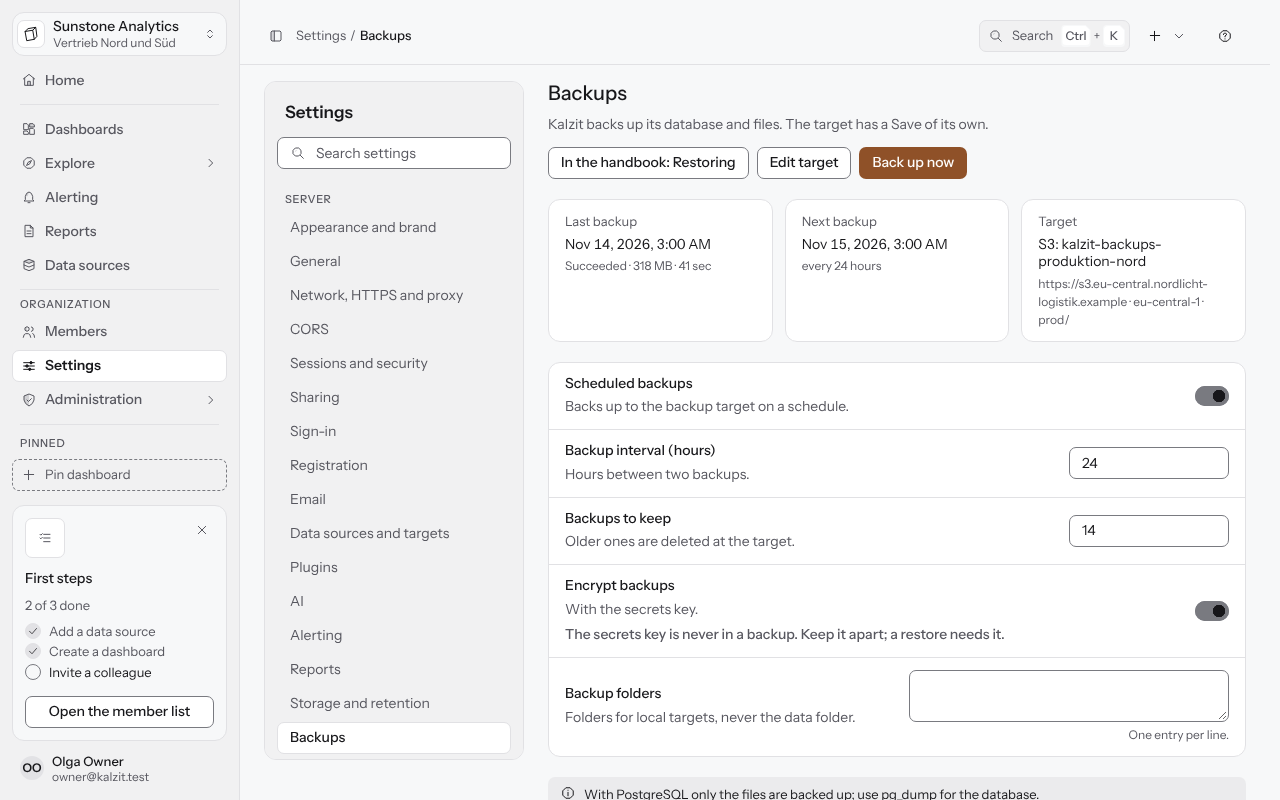 Sunstone Analytics
Vertrieb Nord und Süd
Home
Dashboards
Explore
Alerting
Reports
Data sources
ORGANIZATION
Members
Settings
Administration
PINNED
Pin dashboard
First steps
2 of 3 done
Add a data source
Create a dashboard
Invite a colleague
Open the member list
OO
Olga Owner
owner@kalzit.test
Settings / Backups
Search Ctrl + K
Settings
Search settings
SERVER
Appearance and brand
General
Network, HTTPS and proxy
CORS
Sessions and security
Sharing
Sign-in
Registration
Email
Data sources and targets
Plugins
AI
Alerting
Reports
Storage and retention
Backups
Backups
Kalzit backs up its database and files. The target has a Save of its own.
In the handbook: Restoring
Edit target
Back up now
Last backup
Nov 14, 2026, 3:00 AM
Succeeded · 318 MB · 41 sec
Next backup
Nov 15, 2026, 3:00 AM
every 24 hours
Target
S3: kalzit-backups-
produktion-nord
https://s3.eu-central.nordlicht-
logistik.example · eu-central-1 ·
prod/
Scheduled backups
Backs up to the backup target on a schedule.
Backup interval (hours)
Hours between two backups.
24
Backups to keep
Older ones are deleted at the target.
14
Encrypt backups
With the secrets key.
The secrets key is never in a backup. Keep it apart; a restore needs it.
Backup folders
Folders for local targets, never the data folder.
One entry per line.
With PostgreSQL only the files are backed up; use pg_dump for the database.